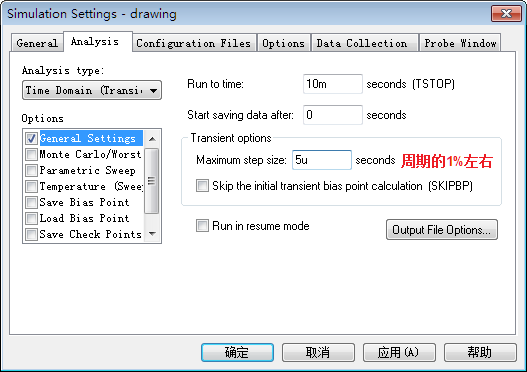 Simulation Settings - drawing
General Analysis Configuration Files Options Data Collection Probe Window
Analysis type:
Time Domain (Transi
Options
General Settings
Monte Carlo/Worst
Parametric Sweep
Temperature (Sweep
Save Bias Point
Load Bias Point
Save Check Points
Run to time: 10m seconds (TSTOP)
Start saving data after: 0 seconds
Transient options
Maximum step size: 5u seconds 周期的1%左右
Skip the initial transient bias point calculation (SKIPBP)
Run in resume mode
Output File Options...
确定 取消 应用(A) 帮助